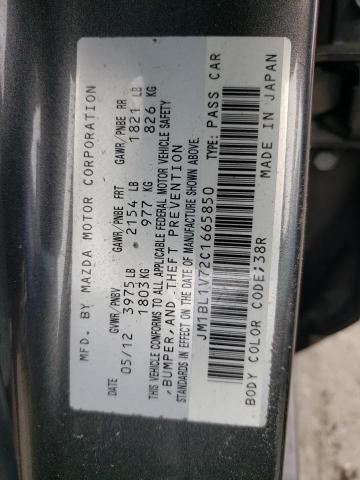 MFD. BY MAZDA MOTOR CORPORATION
DATE GVWR/PNBV GAWR/PNBE FRT GAWR/PNBE RR
05/12 3975 LB 2154 LB 1821 LB
1803 KG 977 KG 826 KG
THIS VEHICLE CONFORMS TO ALL APPLICABLE FEDERAL MOTOR VEHICLE SAFETY
,BUMPER,AND THEFT PREVENTION
STANDARDS IN EFFECT ON THE DATE OF MANUFACTURE SHOWN ABOVE.
JM1BL1V72C1665850 TYPE: PASS CAR
BODY COLOR CODE;38R MADE IN JAPAN